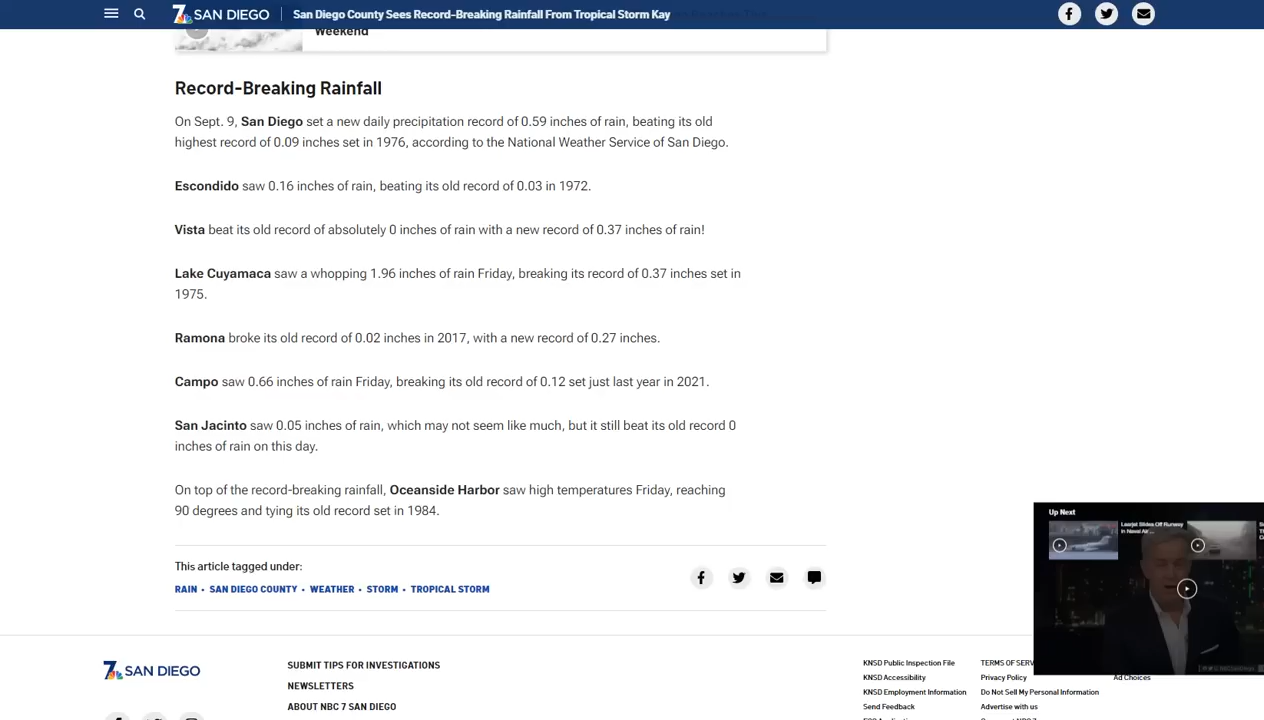 7 SAN DIEGO
San Diego County Sees Record-Breaking Rainfall From Tropical Storm Kay
Weekend
Record-Breaking Rainfall
On Sept. 9, San Diego set a new daily precipitation record of 0.59 inches of rain, beating its old
highest record of 0.09 inches set in 1976, according to the National Weather Service of San Diego.
Escondido saw 0.16 inches of rain, beating its old record of 0.03 in 1972.
Vista beat its old record of absolutely 0 inches of rain with a new record of 0.37 inches of rain!
Lake Cuyamaca saw a whopping 1.96 inches of rain Friday, breaking its record of 0.37 inches set in
1975.
Ramona broke its old record of 0.02 inches in 2017, with a new record of 0.27 inches.
Campo saw 0.66 inches of rain Friday, breaking its old record of 0.12 set just last year in 2021.
San Jacinto saw 0.05 inches of rain, which may not seem like much, but it still beat its old record 0
inches of rain on this day.
On top of the record-breaking rainfall, Oceanside Harbor saw high temperatures Friday, reaching
90 degrees and tying its old record set in 1984.
Up Next
Learjet Slides Off Runway
in Naval Air ...
This article tagged under:
RAIN • SAN DIEGO COUNTY • WEATHER • STORM • TROPICAL STORM
7 SAN DIEGO
SUBMIT TIPS FOR INVESTIGATIONS
NEWSLETTERS
ABOUT NBC 7 SAN DIEGO
KNSD Public Inspection File
KNSD Accessibility
KNSD Employment Information
Send Feedback
TERMS OF SERV
Privacy Policy
Do Not Sell My Personal Information
Advertise with us
Ad Choices